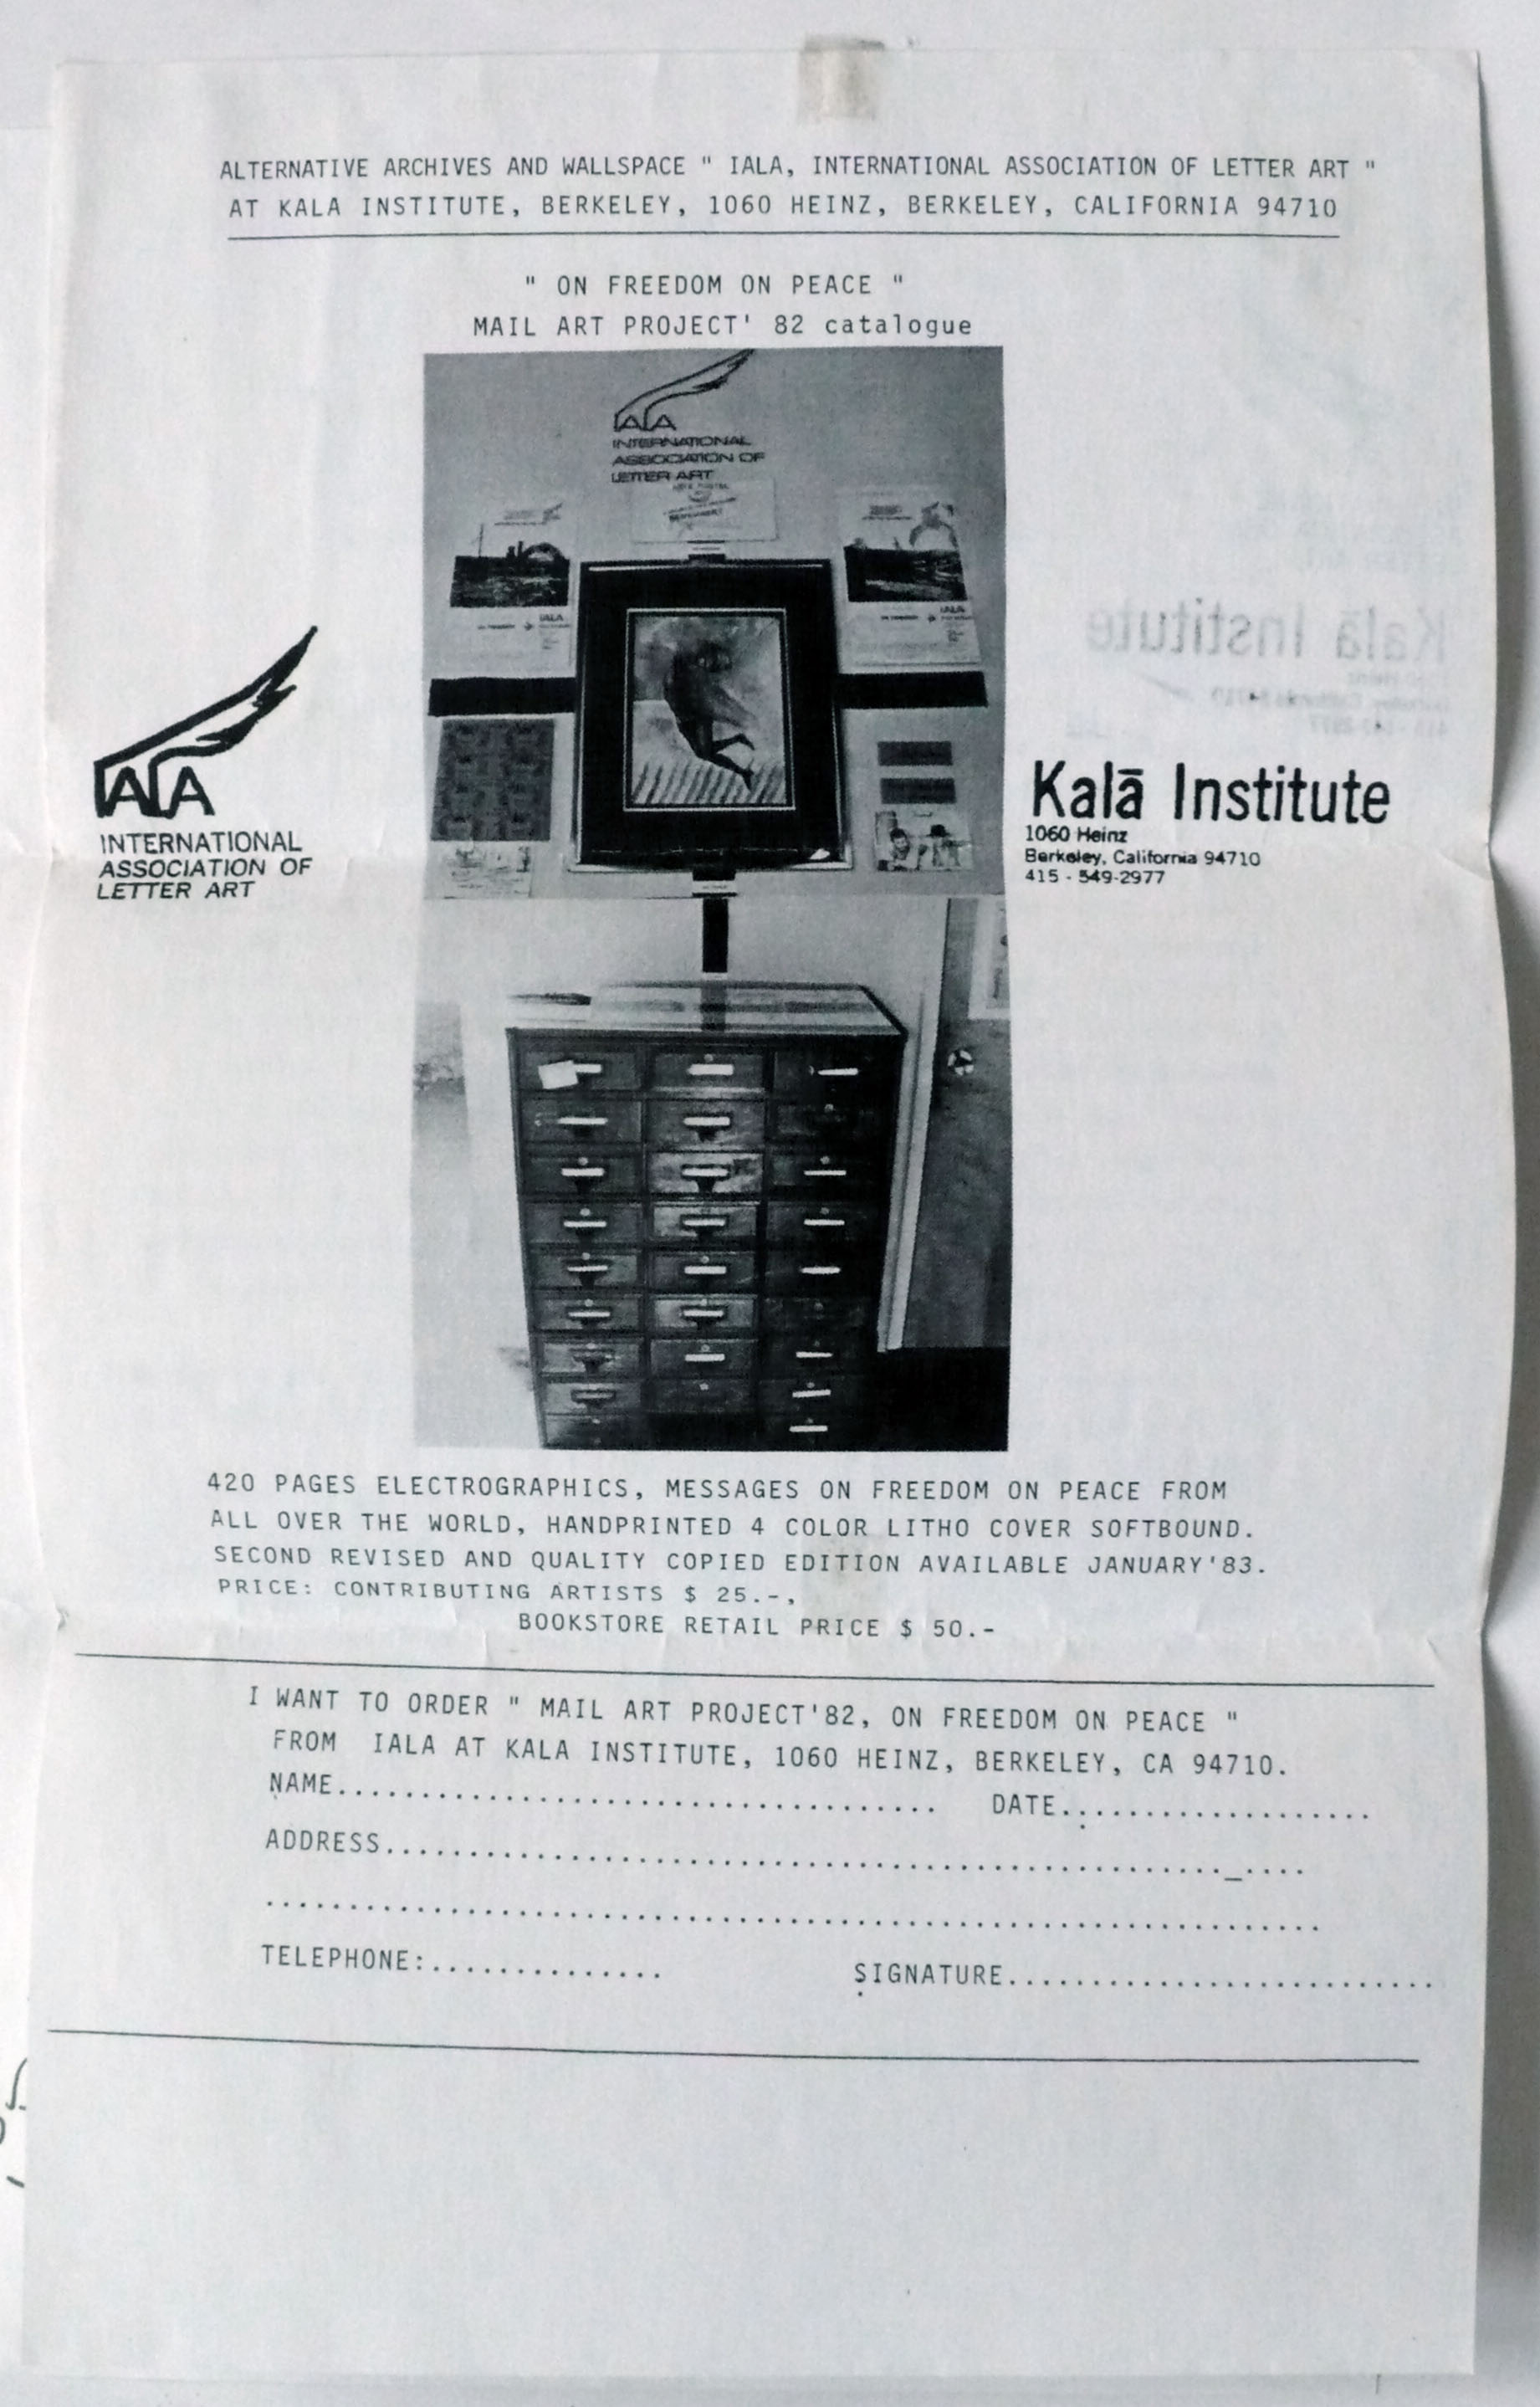 ALTERNATIVE ARCHIVES AND WALLSPACE " IALA, INTERNATIONAL ASSOCIATION OF LETTER ART "
AT KALA INSTITUTE, BERKELEY, 1060 HEINZ, BERKELEY, CALIFORNIA 94710
" ON FREEDOM ON PEACE "
MAIL ART PROJECT' 82 catalogue
IALA
INTERNATIONAL
ASSOCIATION OF
LETTER ART
IALA
INTERNATIONAL
ASSOCIATION OF
LETTER ART
Kalā Institute
1060 Heinz
Berkeley, California 94710
415 - 549-2977
420 PAGES ELECTROGRAPHICS, MESSAGES ON FREEDOM ON PEACE FROM
ALL OVER THE WORLD, HANDPRINTED 4 COLOR LITHO COVER SOFTBOUND.
SECOND REVISED AND QUALITY COPIED EDITION AVAILABLE JANUARY'83.
PRICE: CONTRIBUTING ARTISTS $ 25.-,
BOOKSTORE RETAIL PRICE $ 50.-
I WANT TO ORDER " MAIL ART PROJECT'82, ON FREEDOM ON PEACE "
FROM IALA AT KALA INSTITUTE, 1060 HEINZ, BERKELEY, CA 94710.
NAME.................................... DATE...................
ADDRESS..................................................._....
................................................................
TELEPHONE:.............. SIGNATURE..........................